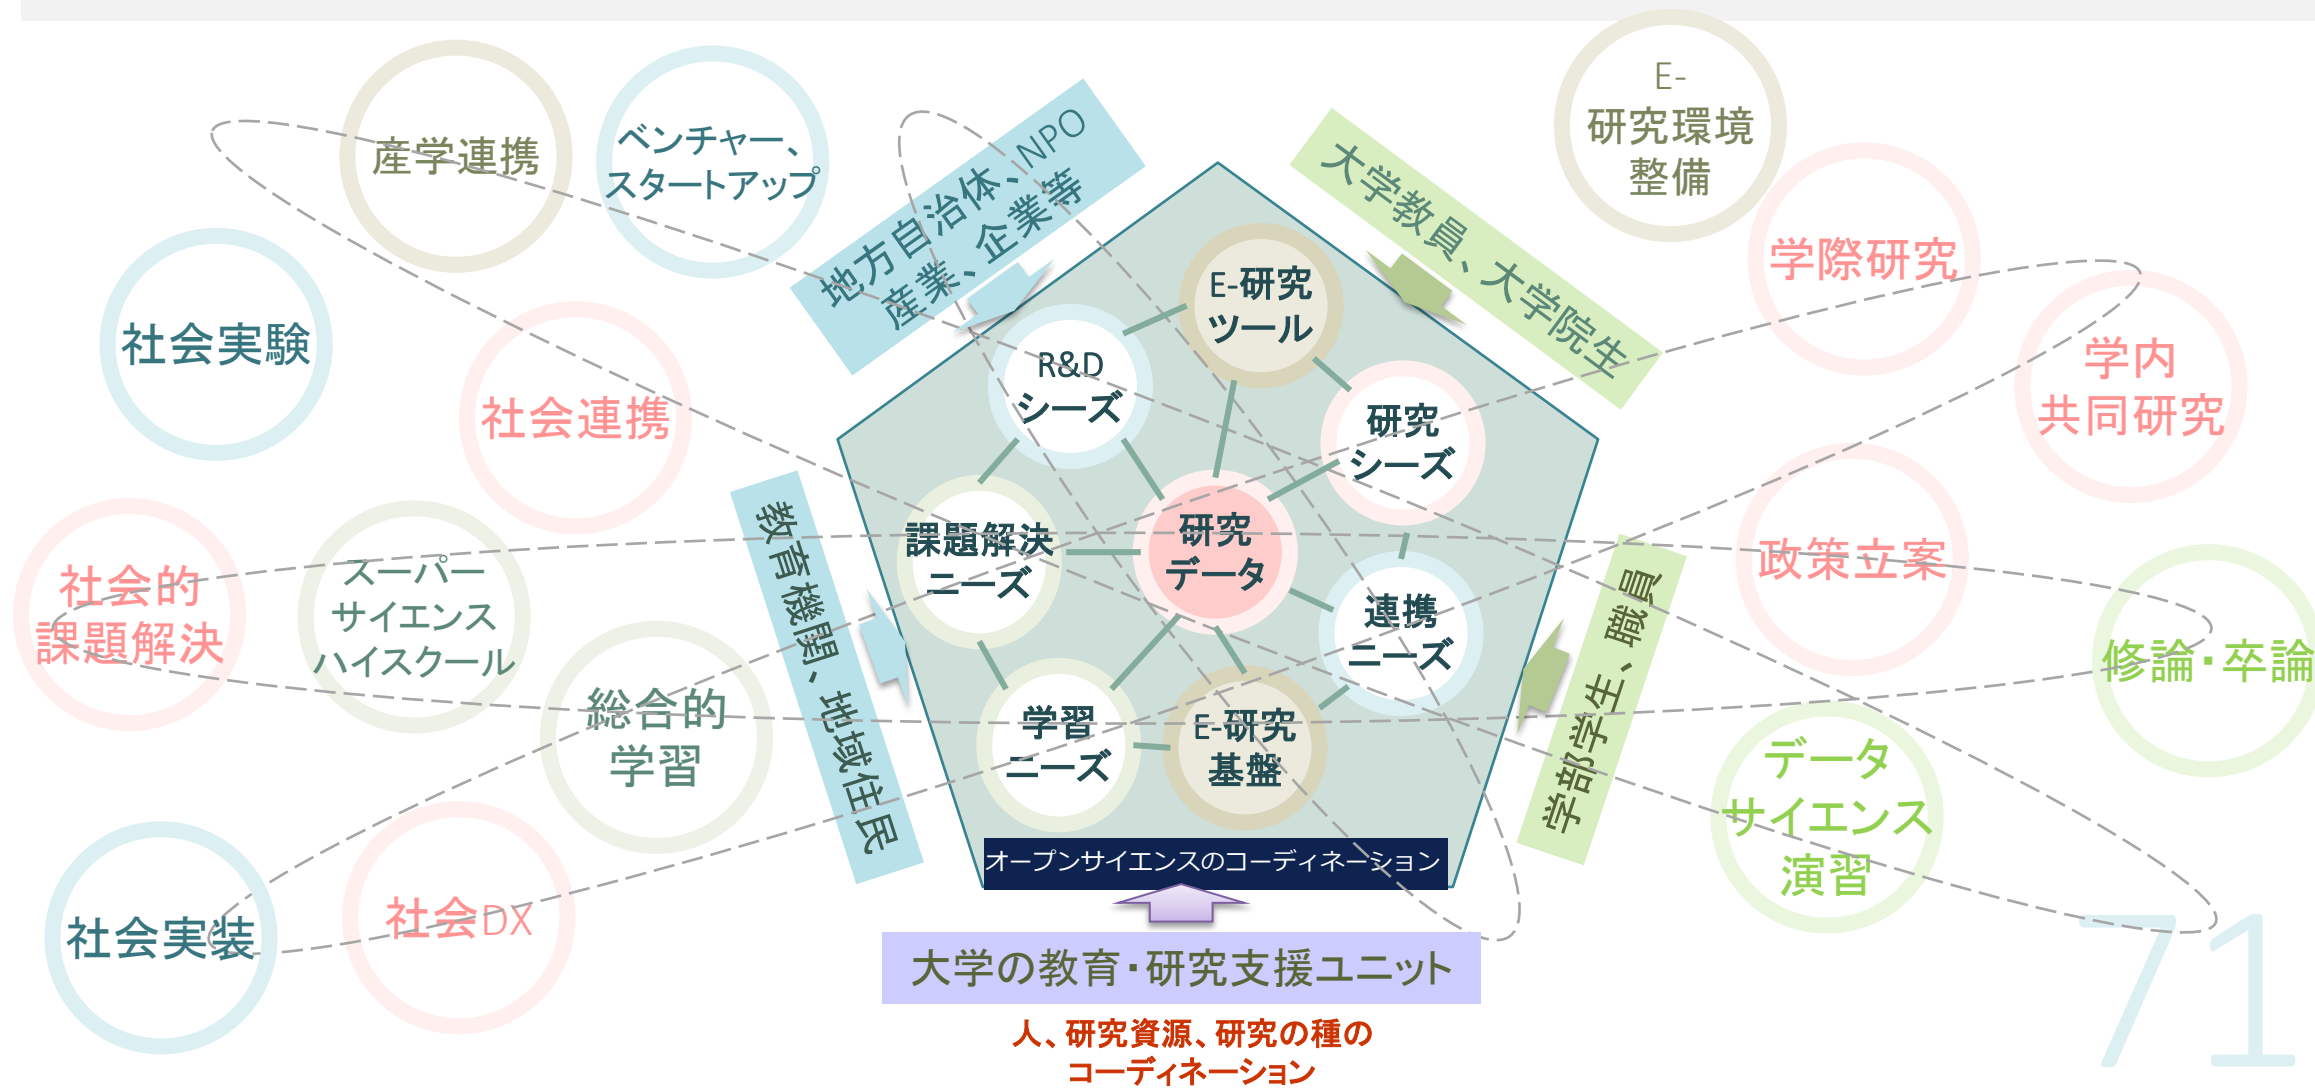 産学連携
ベンチャー、
スタートアップ
地方自治体、NPO
産業、企業等
大学教員、大学院生
E-
研究環境
整備
学際研究
学内
共同研究
社会実験
社会連携
E-研究
ツール
R&D
シーズ
研究
シーズ
課題解決
ニーズ
研究
データ
連携
ニーズ
学習
ニーズ
E-研究
基盤
教育機関、地域住民
学部学生、職員
政策立案
社会的
課題解決
スーパー
サイエンス
ハイスクール
総合的
学習
修論・卒論
データ
サイエンス
演習
社会実装
社会DX
オープンサイエンスのコーディネーション
大学の教育・研究支援ユニット
人、研究資源、研究の種の
コーディネーション
71